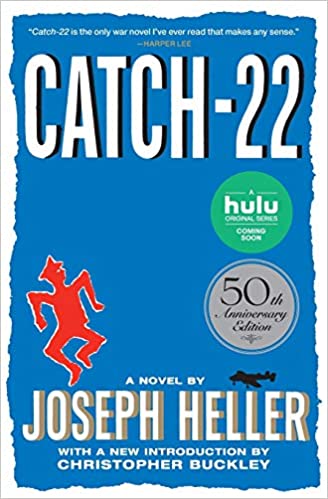 "Catch-22 is the only war novel I've ever read that makes any sense."
—HARPER LEE
CATCH-22
A
hulu
ORIGINAL SERIES
COMING
SOON
50th
Anniversary
Edition
A NOVEL BY
JOSEPH HELLER
WITH A NEW INTRODUCTION BY
CHRISTOPHER BUCKLEY